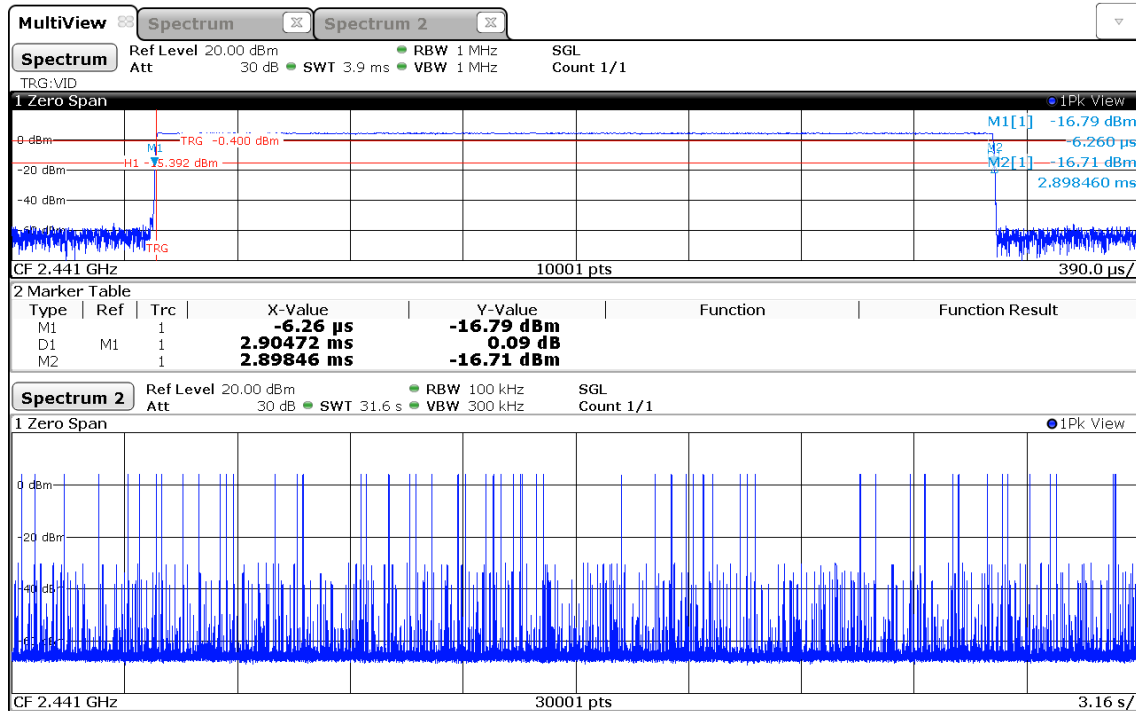 MultiView Spectrum Spectrum 2
Spectrum Ref Level 20.00 dBm RBW 1 MHz SGL
Att 30 dB SWT 3.9 ms VBW 1 MHz Count 1/1
TRG:VID
1 Zero Span 1Pk View
M1[1] -16.79 dBm
0 dBm TRG -0.400 dBm -6.260 µs
M1 M2
H1 -15.392 dBm M2[1] -16.71 dBm
-20 dBm
2.898460 ms
-40 dBm
TRG
CF 2.441 GHz 10001 pts 390.0 µs/
2 Marker Table
Type Ref Trc X-Value Y-Value Function Function Result
M1 1 -6.26 µs -16.79 dBm
D1 M1 1 2.90472 ms 0.09 dB
M2 1 2.89846 ms -16.71 dBm
Spectrum 2 Ref Level 20.00 dBm RBW 100 kHz SGL
Att 30 dB SWT 31.6 s VBW 300 kHz Count 1/1
1 Zero Span 1Pk View
0 dBm
-20 dBm
-40 dBm
CF 2.441 GHz 30001 pts 3.16 s/